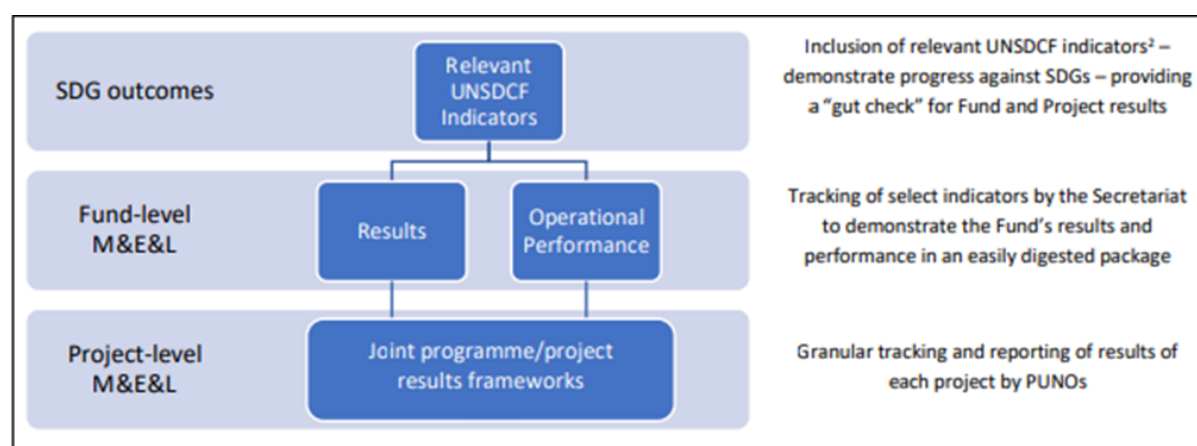 SDG outcomes
Relevant
UNSDCF
Indicators
Inclusion of relevant UNSDCF indicators² –
demonstrate progress against SDGs – providing
a “gut check” for Fund and Project results
Fund-level
M&E&L
Results
Operational
Performance
Tracking of select indicators by the Secretariat
to demonstrate the Fund’s results and
performance in an easily digested package
Project-level
M&E&L
Joint programme/project
results frameworks
Granular tracking and reporting of results of
each project by PUNOs